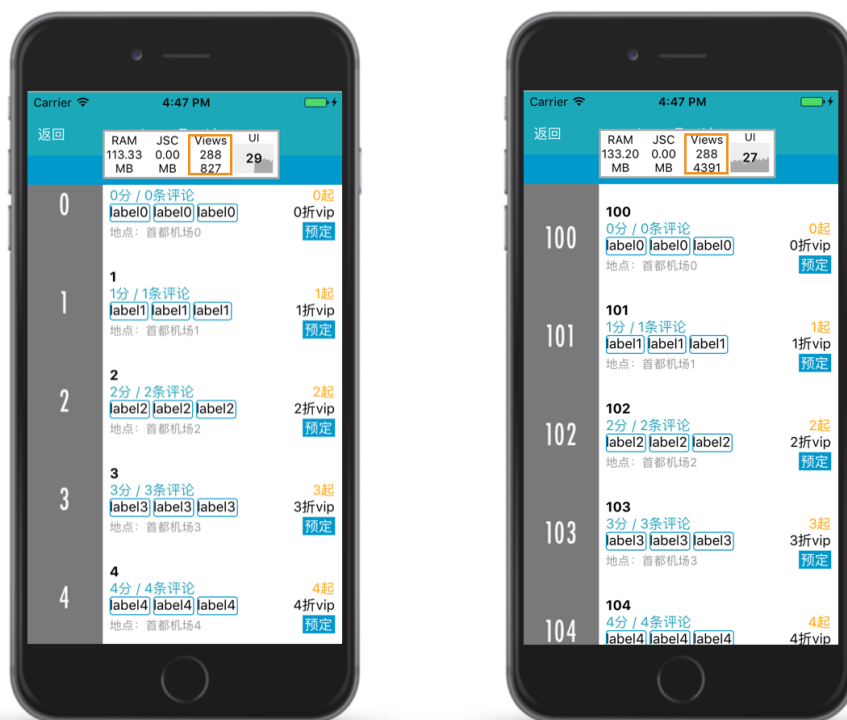 Carrier
4:47 PM
返回
RAM JSC Views UI
113.33 0.00 288 29
MB MB 827
0
0分 / 0条评论 0起
label0 label0 label0 0折vip
地点：首都机场0 预定
1
1
1分 / 1条评论 1起
label1 label1 label1 1折vip
地点：首都机场1 预定
2
2
2分 / 2条评论 2起
label2 label2 label2 2折vip
地点：首都机场2 预定
3
3
3分 / 3条评论 3起
label3 label3 label3 3折vip
地点：首都机场3 预定
4
4
4分 / 4条评论 4起
label4 label4 label4 4折vip
地点：首都机场4 预定
Carrier
4:47 PM
返回
RAM JSC Views UI
133.20 0.00 288 27
MB MB 4391
100
100
0分 / 0条评论 0起
label0 label0 label0 0折vip
地点：首都机场0 预定
101
101
1分 / 1条评论 1起
label1 label1 label1 1折vip
地点：首都机场1 预定
102
102
2分 / 2条评论 2起
label2 label2 label2 2折vip
地点：首都机场2 预定
103
103
3分 / 3条评论 3起
label3 label3 label3 3折vip
地点：首都机场3 预定
104
104
4分 / 4条评论 4起
label4 label4 label4 4折vip